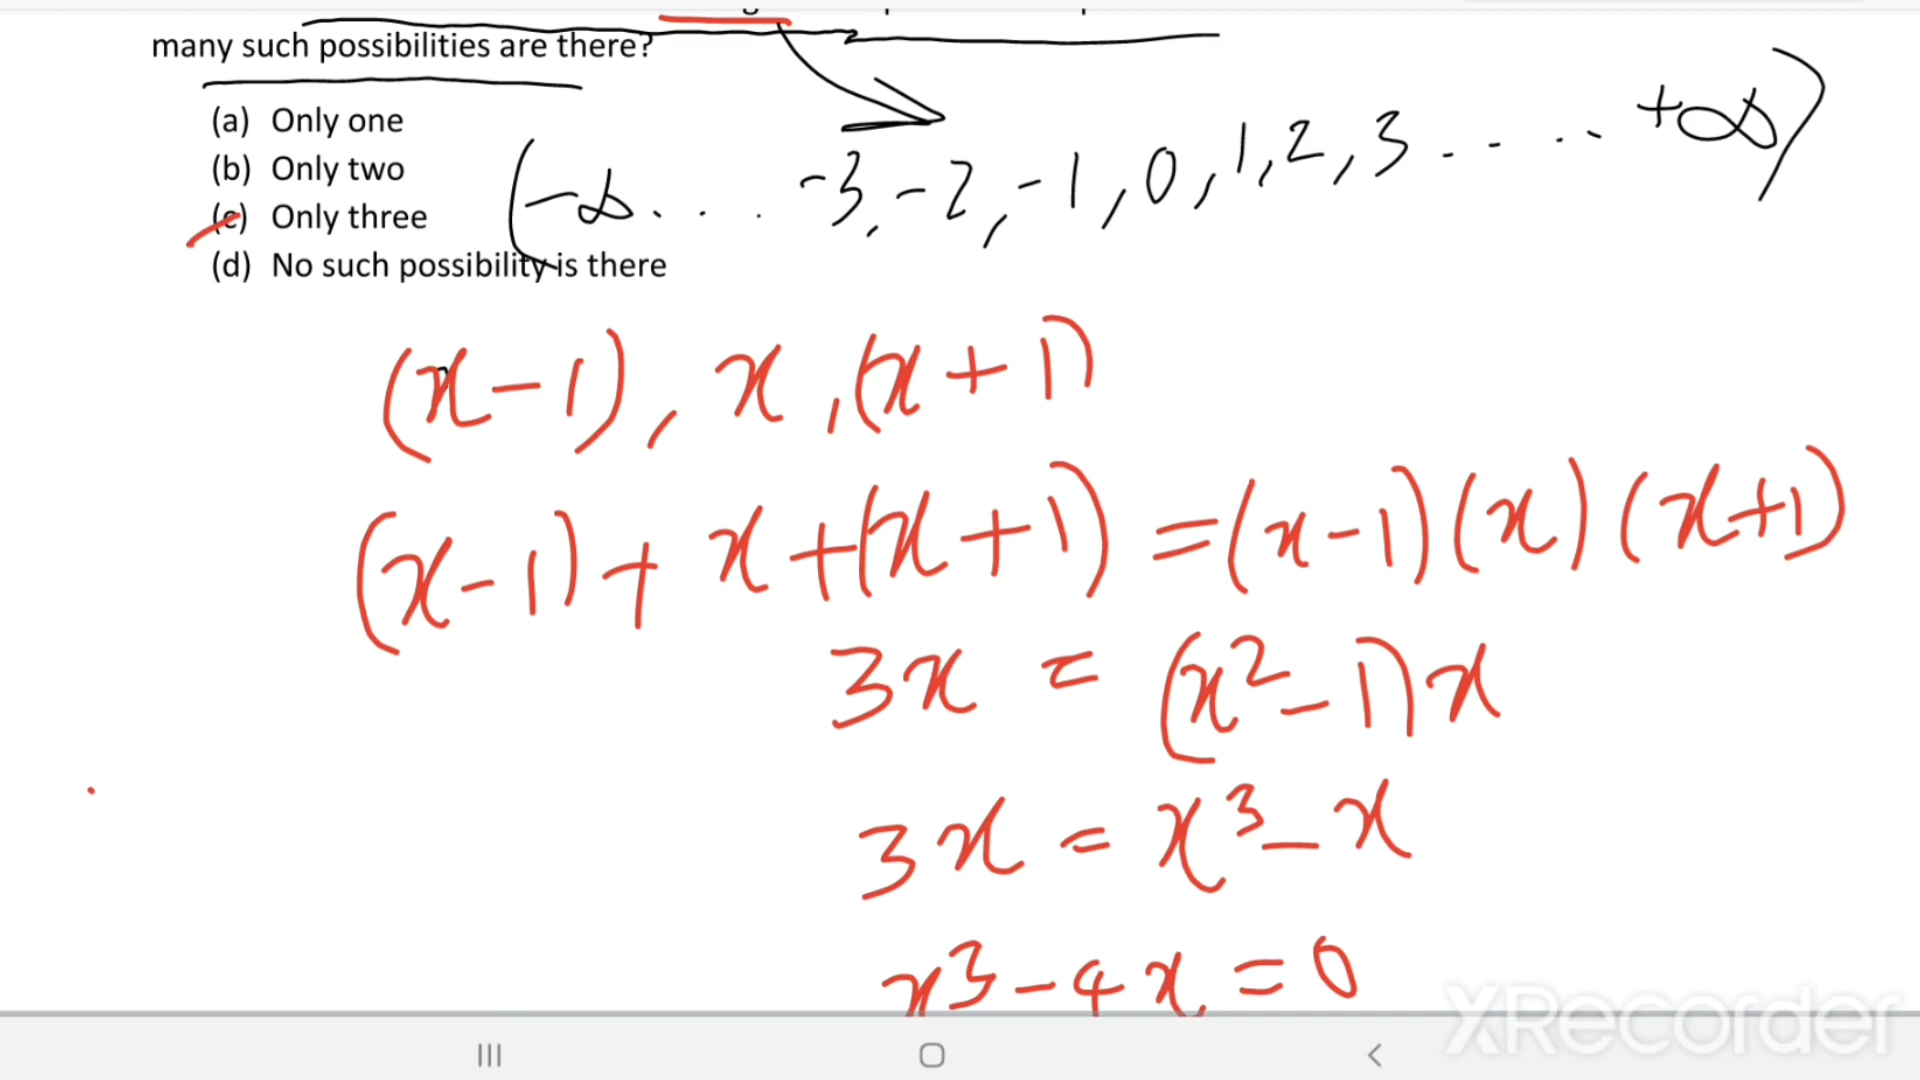 many such possibilities are there?
(a) Only one
(b) Only two
(c) Only three
(d) No such possibility is there
(-∞. . . -3, -2, -1, 0, 1, 2, 3 . . . . +∞)
(x-1), x, (x+1)
(x-1) + x + (x+1) = (x-1)(x)(x+1)
3x = (x²-1)x
3x = x³-x
x³-4x=0
XRecorder